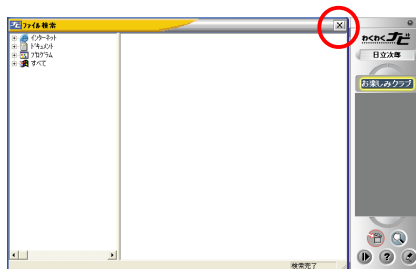 ファイル検索
インターネット
ドキュメント
プログラム
すべて
検索完了
わくわくナビ
日立次郎
お楽しみクラブ